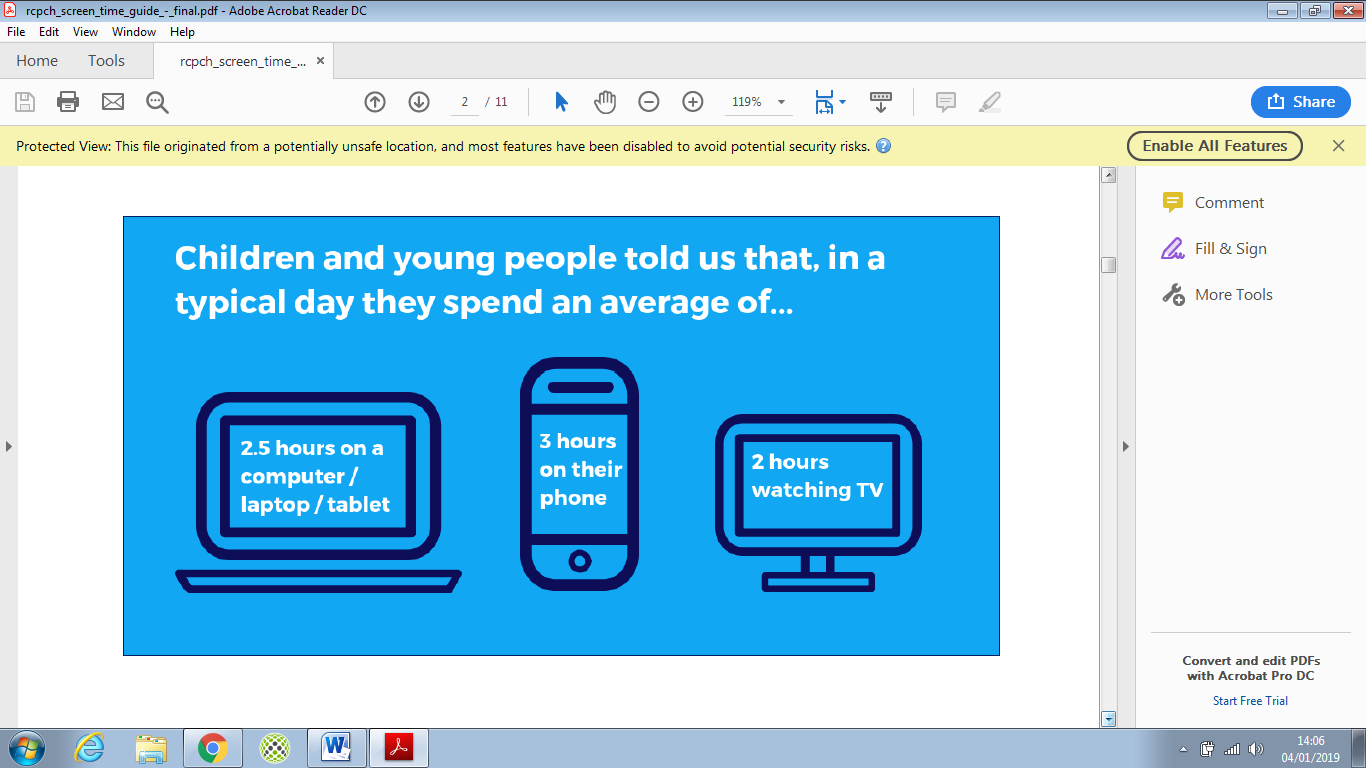 rcpch_screen_time_guide_-_final.pdf - Adobe Acrobat Reader DC
File Edit View Window Help
Home Tools rcpch_screen_time_...
2 / 11 119% Share
Protected View: This file originated from a potentially unsafe location, and most features have been disabled to avoid potential security risks. Enable All Features
Comment
Fill & Sign
More Tools
Children and young people told us that, in a
typical day they spend an average of...
2.5 hours on a
computer /
laptop / tablet
3 hours
on their
phone
2 hours
watching TV
Convert and edit PDFs
with Acrobat Pro DC
Start Free Trial
14:06
04/01/2019